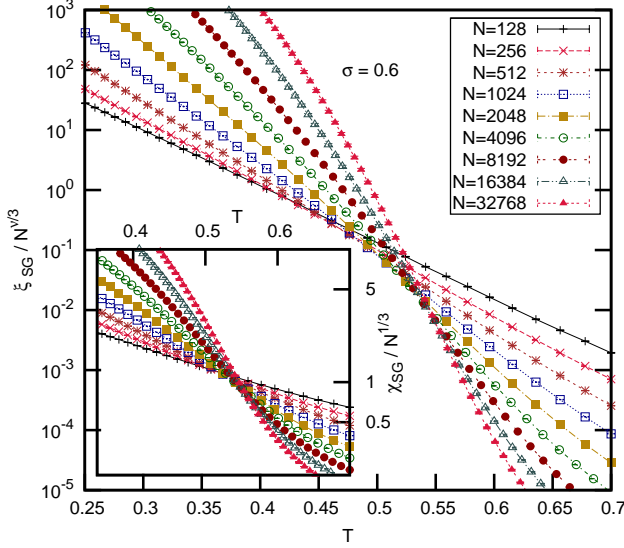 10^3
10^2
10^1
10^0
10^-1
10^-2
10^-3
10^-4
10^-5
ξ_SG / N^ν/3
σ = 0.6
N=128
N=256
N=512
N=1024
N=2048
N=4096
N=8192
N=16384
N=32768
T
0.4 0.5 0.6
5
1
0.5
χ_SG / N^1/3
0.25 0.3 0.35 0.4 0.45 0.5 0.55 0.6 0.65 0.7
T